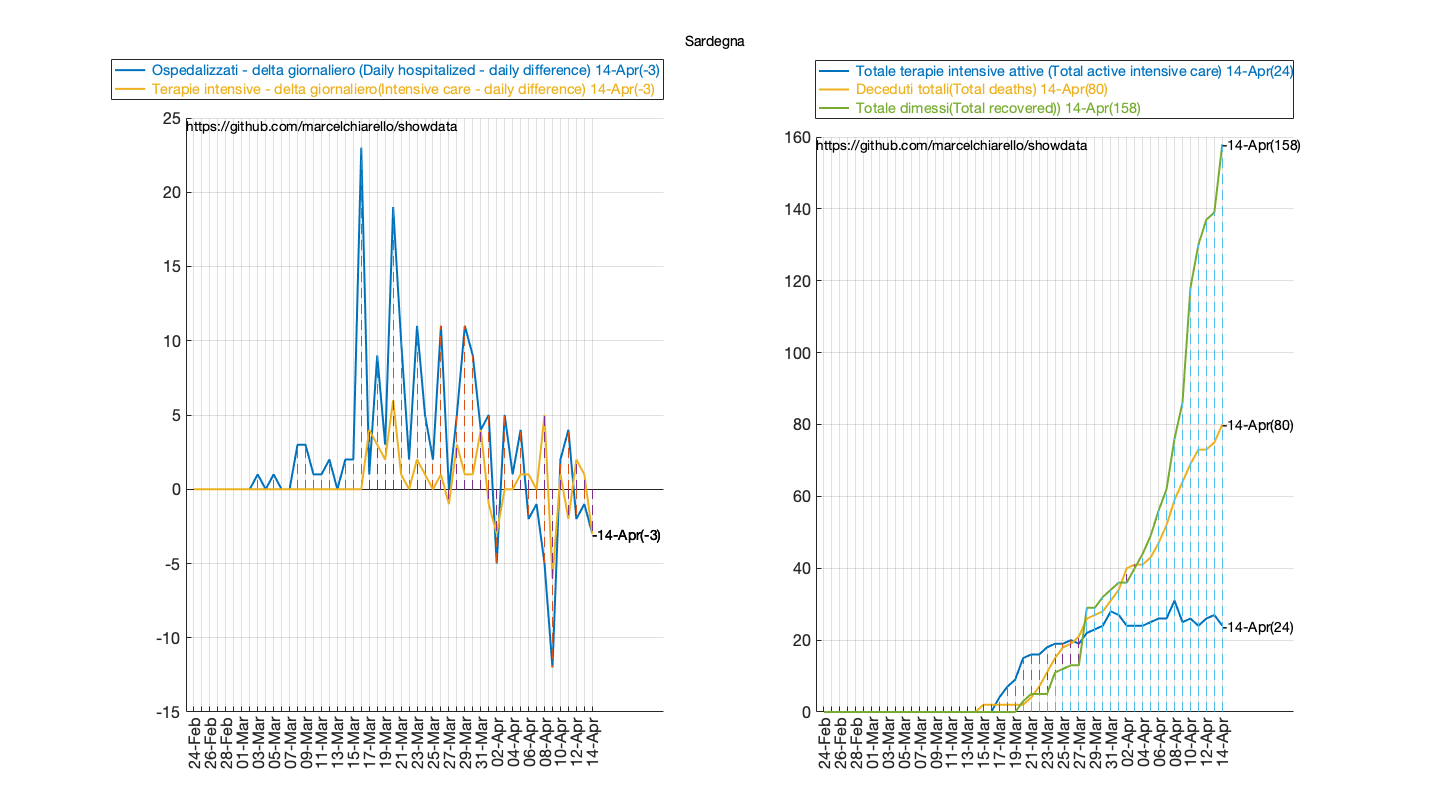 Sardegna
Ospedalizzati - delta giornaliero (Daily hospitalized - daily difference) 14-Apr(-3)
Terapie intensive - delta giornaliero(Intensive care - daily difference) 14-Apr(-3)
https://github.com/marcelchiarello/showdata
25
20
15
10
5
0
-5
-10
-15
-14-Apr(-3)
24-Feb
26-Feb
28-Feb
01-Mar
03-Mar
05-Mar
07-Mar
09-Mar
11-Mar
13-Mar
15-Mar
17-Mar
19-Mar
21-Mar
23-Mar
25-Mar
27-Mar
29-Mar
31-Mar
02-Apr
04-Apr
06-Apr
08-Apr
10-Apr
12-Apr
14-Apr
Totale terapie intensive attive (Total active intensive care) 14-Apr(24)
Deceduti totali(Total deaths) 14-Apr(80)
Totale dimessi(Total recovered)) 14-Apr(158)
https://github.com/marcelchiarello/showdata
160
140
120
100
80
60
40
20
0
-14-Apr(158)
-14-Apr(80)
-14-Apr(24)
24-Feb
26-Feb
28-Feb
01-Mar
03-Mar
05-Mar
07-Mar
09-Mar
11-Mar
13-Mar
15-Mar
17-Mar
19-Mar
21-Mar
23-Mar
25-Mar
27-Mar
29-Mar
31-Mar
02-Apr
04-Apr
06-Apr
08-Apr
10-Apr
12-Apr
14-Apr